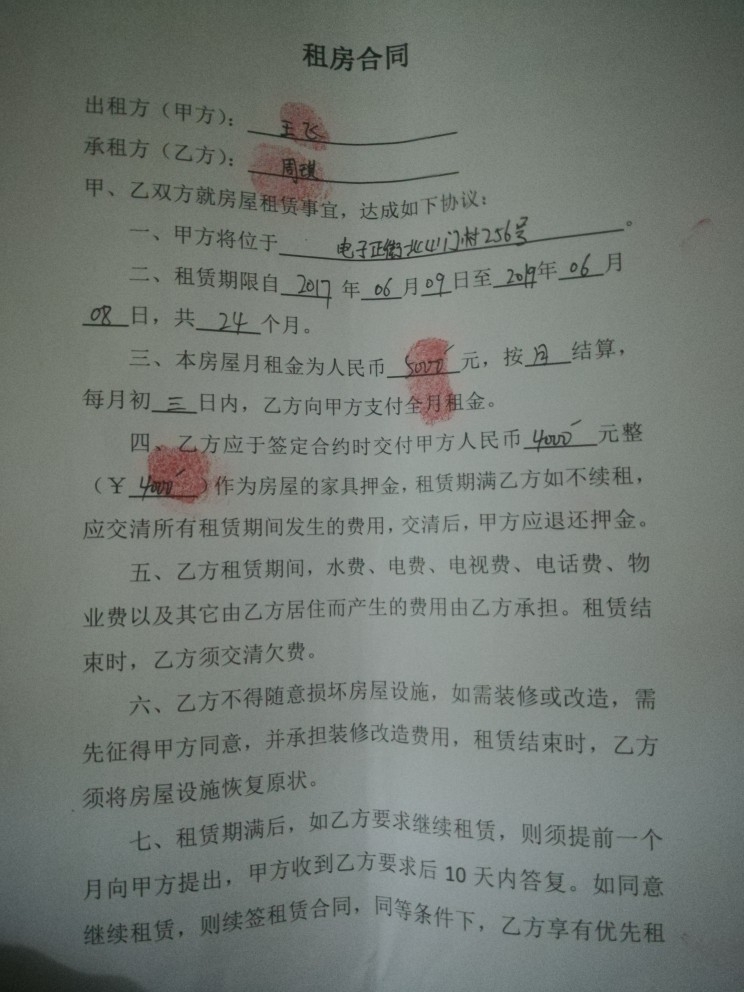 租房合同
出租方（甲方）：王飞
承租方（乙方）：周琪
甲、乙双方就房屋租赁事宜，达成如下协议：
一、甲方将位于电子正街北山门村256号。
二、租赁期限自2017年06月09日至2019年06月
08日，共24个月。
三、本房屋月租金为人民币5000元，按月结算，
每月初三日内，乙方向甲方支付全月租金。
四、乙方应于签定合约时交付甲方人民币4000元整
（￥4000）作为房屋的家具押金，租赁期满乙方如不续租，
应交清所有租赁期间发生的费用，交清后，甲方应退还押金。
五、乙方租赁期间，水费、电费、电视费、电话费、物
业费以及其它由乙方居住而产生的费用由乙方承担。租赁结
束时，乙方须交清欠费。
六、乙方不得随意损坏房屋设施，如需装修或改造，需
先征得甲方同意，并承担装修改造费用，租赁结束时，乙方
须将房屋设施恢复原状。
七、租赁期满后，如乙方要求继续租赁，则须提前一个
月向甲方提出，甲方收到乙方要求后10天内答复。如同意
继续租赁，则续签租赁合同，同等条件下，乙方享有优先租